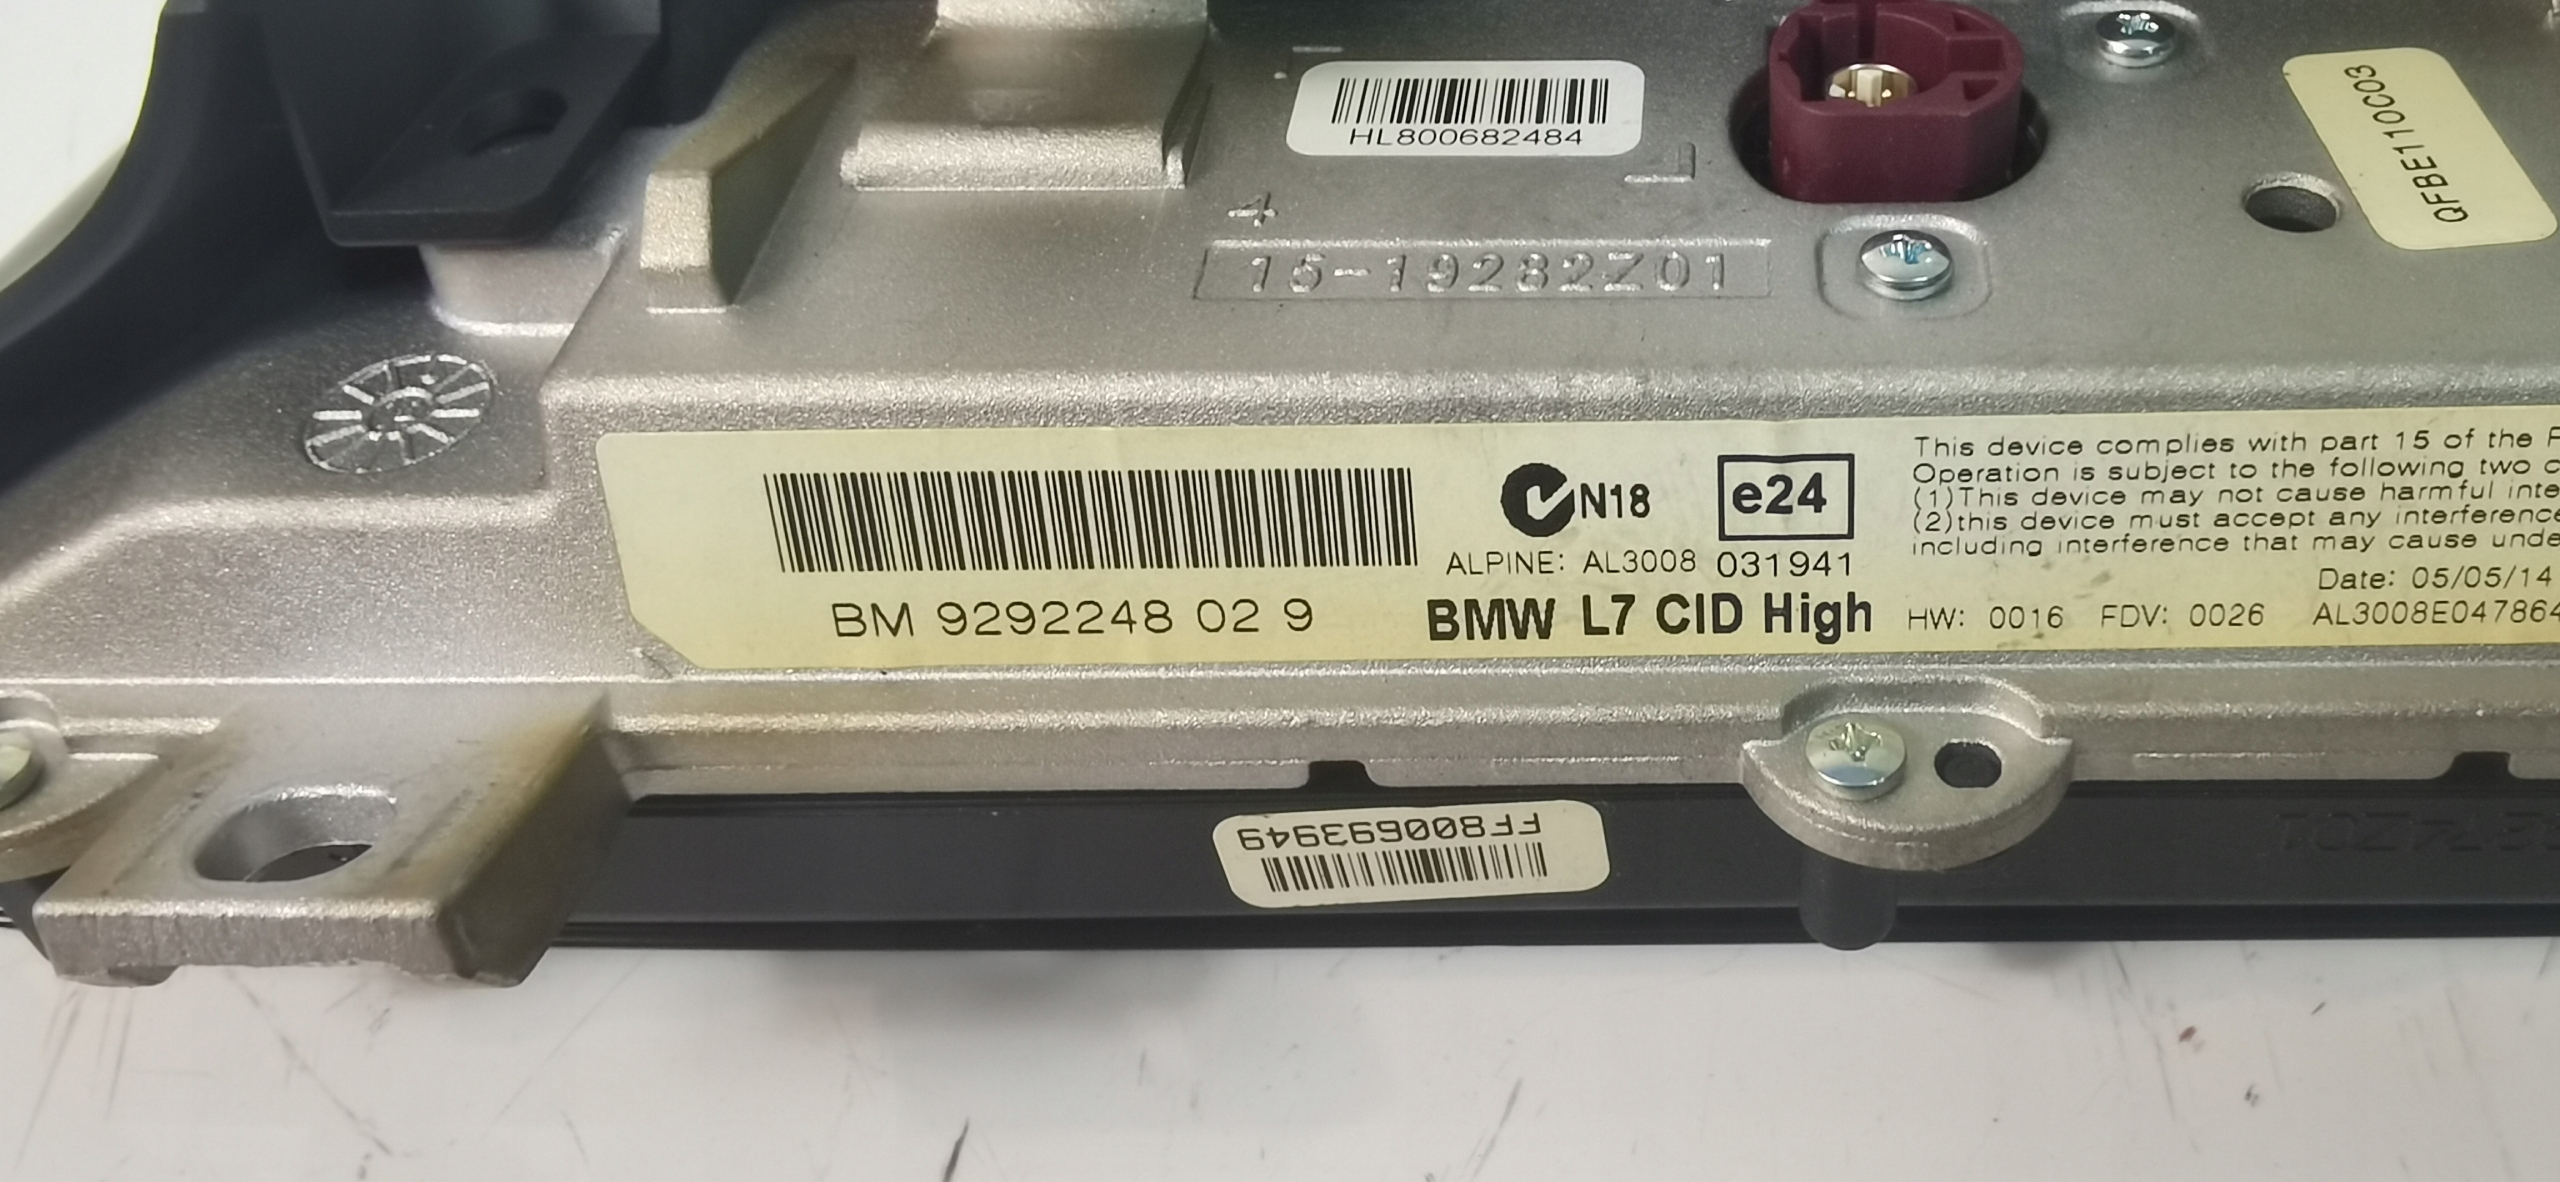 HL800682484
QFBE110C03
4
15-19282Z01
N18
e24
ALPINE: AL3008 031941
BM 9292248 02 9
BMW L7 CID High
This device complies with part 15 of the F
Operation is subject to the following two c
(1)This device may not cause harmful inte
(2)this device must accept any interference
including interference that may cause unde
Date: 05/05/14
HW: 0016 FDV: 0026 AL3008E047864
FF800693949